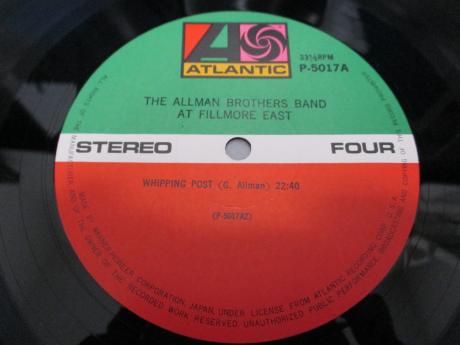 ATLANTIC
33⅓RPM
P-5017A
THE ALLMAN BROTHERS BAND
AT FILLMORE EAST
STEREO FOUR
WHIPPING POST (G. Allman) 22:40
(P-5017A2)
ALL RIGHTS OF THE MANUFACTURER AND OF THE OWNER OF THE RECORDED WORK RESERVED. UNAUTHORIZED PUBLIC PERFORMANCE, BROADCASTING AND COPYING OF THIS RECORD PROHIBITED
MADE BY WARNER-PIONEER CORPORATION, JAPAN, UNDER LICENSE FROM ATLANTIC RECORDING CORP., U.S.A.